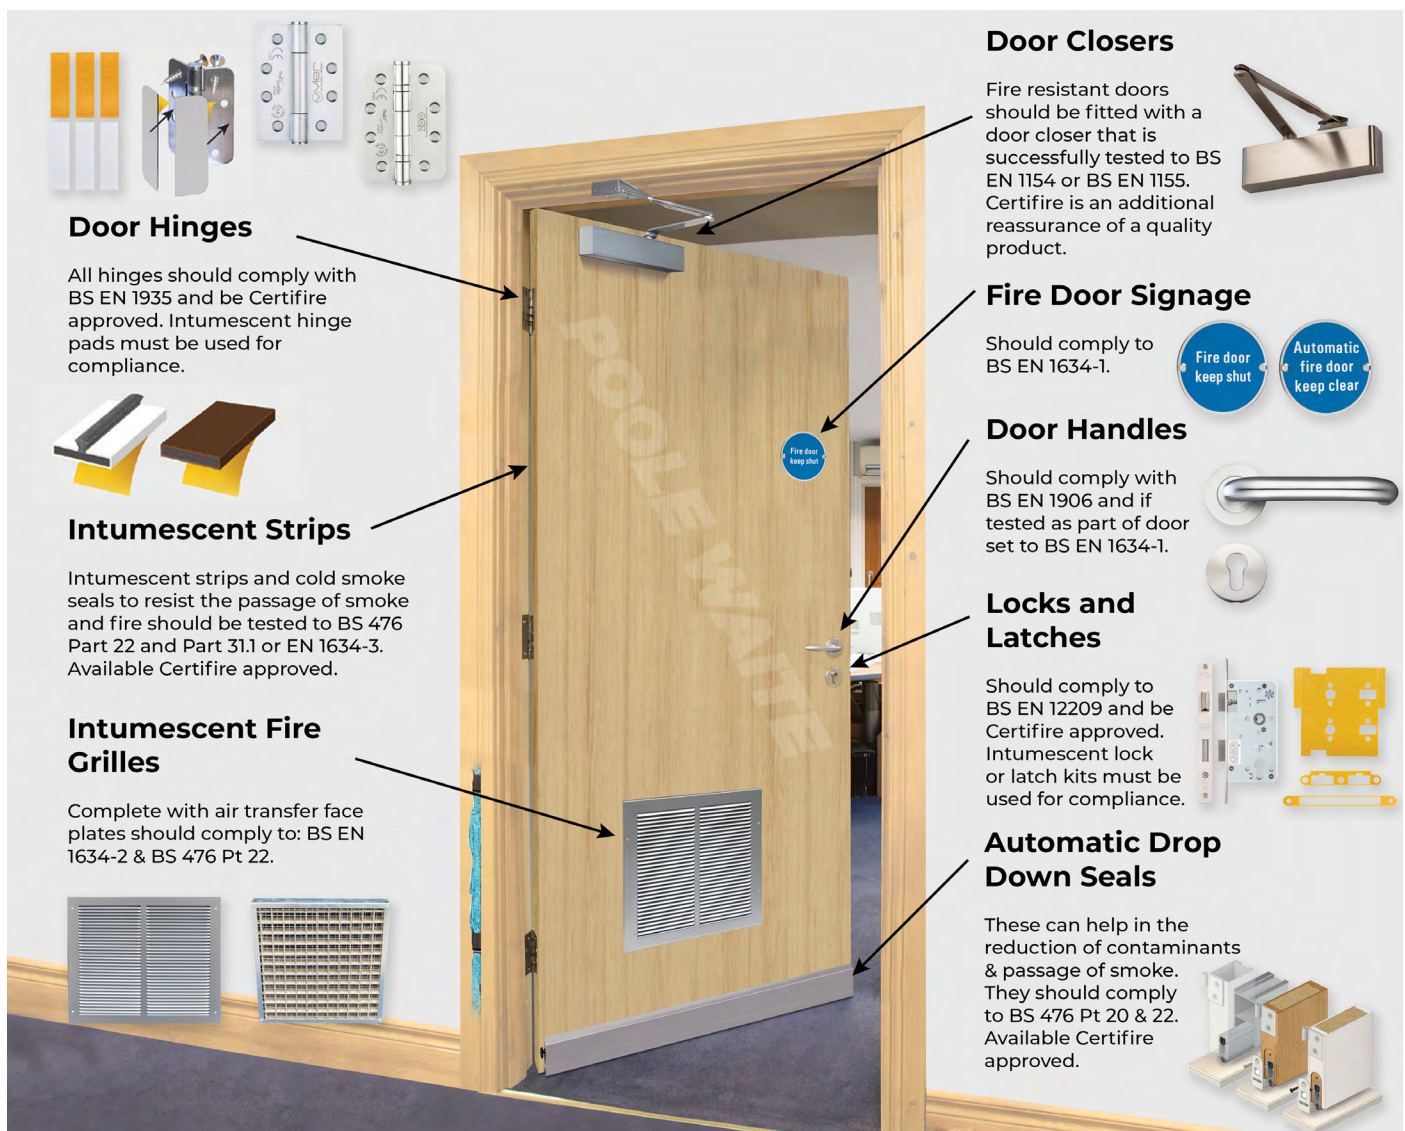 Door Hinges
All hinges should comply with
BS EN 1935 and be Certifire
approved. Intumescent hinge
pads must be used for
compliance.
Intumescent Strips
Intumescent strips and cold smoke
seals to resist the passage of smoke
and fire should be tested to BS 476
Part 22 and Part 31.1 or EN 1634-3.
Available Certifire approved.
Intumescent Fire
Grilles
Complete with air transfer face
plates should comply to: BS EN
1634-2 & BS 476 Pt 22.
POOLE WAITE
Fire door
keep shut
Door Closers
Fire resistant doors
should be fitted with a
door closer that is
successfully tested to BS
EN 1154 or BS EN 1155.
Certifire is an additional
reassurance of a quality
product.
Fire Door Signage
Should comply to
BS EN 1634-1.
Fire door
keep shut
Automatic
fire door
keep clear
Door Handles
Should comply with
BS EN 1906 and if
tested as part of door
set to BS EN 1634-1.
Locks and
Latches
Should comply to
BS EN 12209 and be
Certifire approved.
Intumescent lock
or latch kits must be
used for compliance.
Automatic Drop
Down Seals
These can help in the
reduction of contaminants
& passage of smoke.
They should comply
to BS 476 Pt 20 & 22.
Available Certifire
approved.